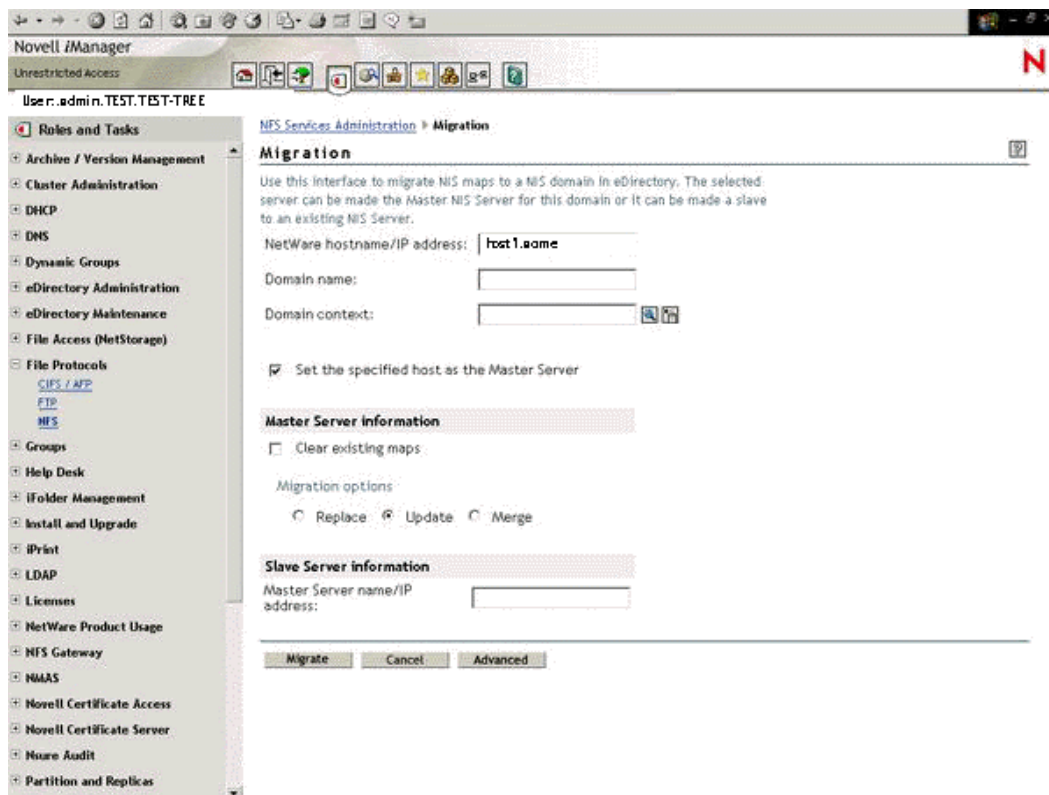 Novell iManager
Unrestricted Access
N
User:.admin.TEST.TEST-TREE
Roles and Tasks
Archive / Version Management
Cluster Administration
DHCP
DNS
Dynamic Groups
eDirectory Administration
eDirectory Maintenance
File Access (NetStorage)
File Protocols
CIFS / AFP
FTP
NFS
Groups
Help Desk
iFolder Management
Install and Upgrade
iPrint
LDAP
Licenses
NetWare Product Usage
NFS Gateway
NMAS
Novell Certificate Access
Novell Certificate Server
Nsure Audit
Partition and Replicas
NFS Services Administration Migration
Migration
?
Use this interface to migrate NIS maps to a NIS domain in eDirectory. The selected
server can be made the Master NIS Server for this domain or it can be made a slave
to an existing NIS Server.
NetWare hostname/IP address: host1.acme
Domain name:
Domain context:
Set the specified host as the Master Server
Master Server information
Clear existing maps
Migration options
Replace Update Merge
Slave Server information
Master Server name/IP
address:
Migrate Cancel Advanced